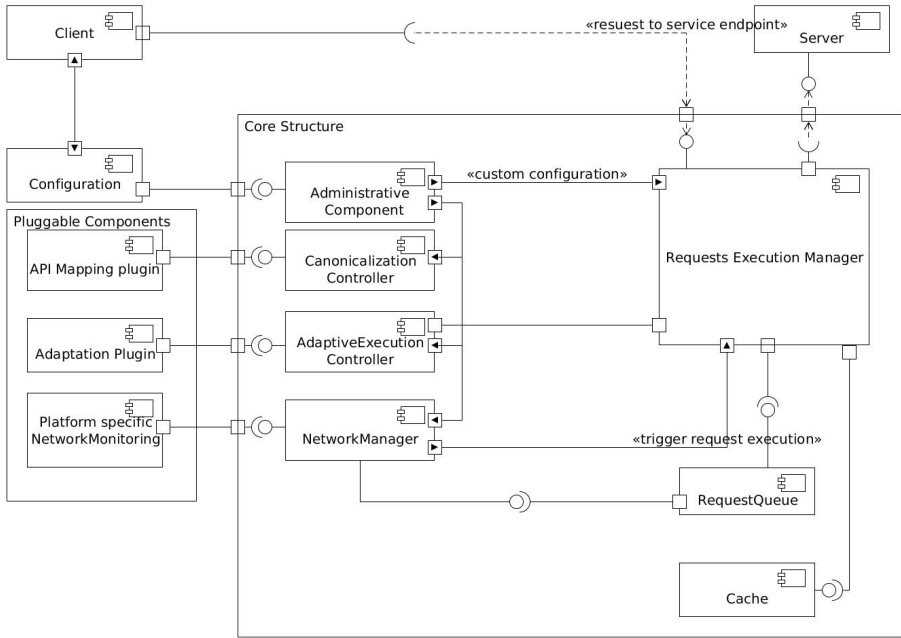 Client
«resuest to service endpoint»
Server
Core Structure
Configuration
Administrative
Component
«custom configuration»
Pluggable Components
API Mapping plugin
Canonicalization
Controller
Requests Execution Manager
Adaptation Plugin
AdaptiveExecution
Controller
Platform specific
NetworkMonitoring
NetworkManager
«trigger request execution»
RequestQueue
Cache